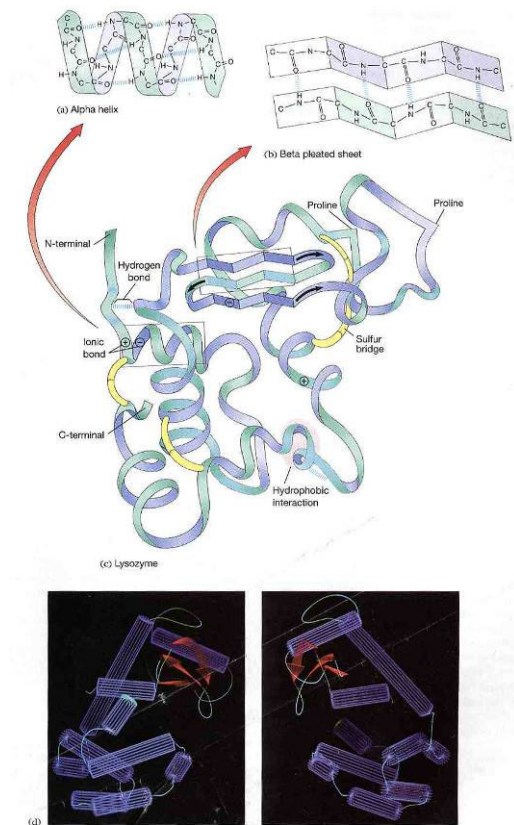 (a) Alpha helix
(b) Beta pleated sheet
Proline
Proline
N-terminal
Hydrogen
bond
Ionic
bond
Sulfur
bridge
C-terminal
Hydrophobic
interaction
(c) Lysozyme
(d)